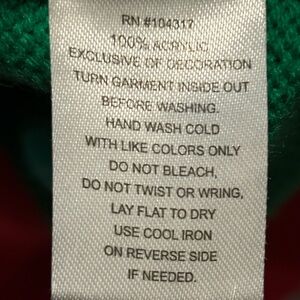 RN #104317
100% ACRYLIC
EXCLUSIVE OF DECORATION
TURN GARMENT INSIDE OUT
BEFORE WASHING.
HAND WASH COLD
WITH LIKE COLORS ONLY
DO NOT BLEACH,
DO NOT TWIST OR WRING,
LAY FLAT TO DRY
USE COOL IRON
ON REVERSE SIDE
IF NEEDED.